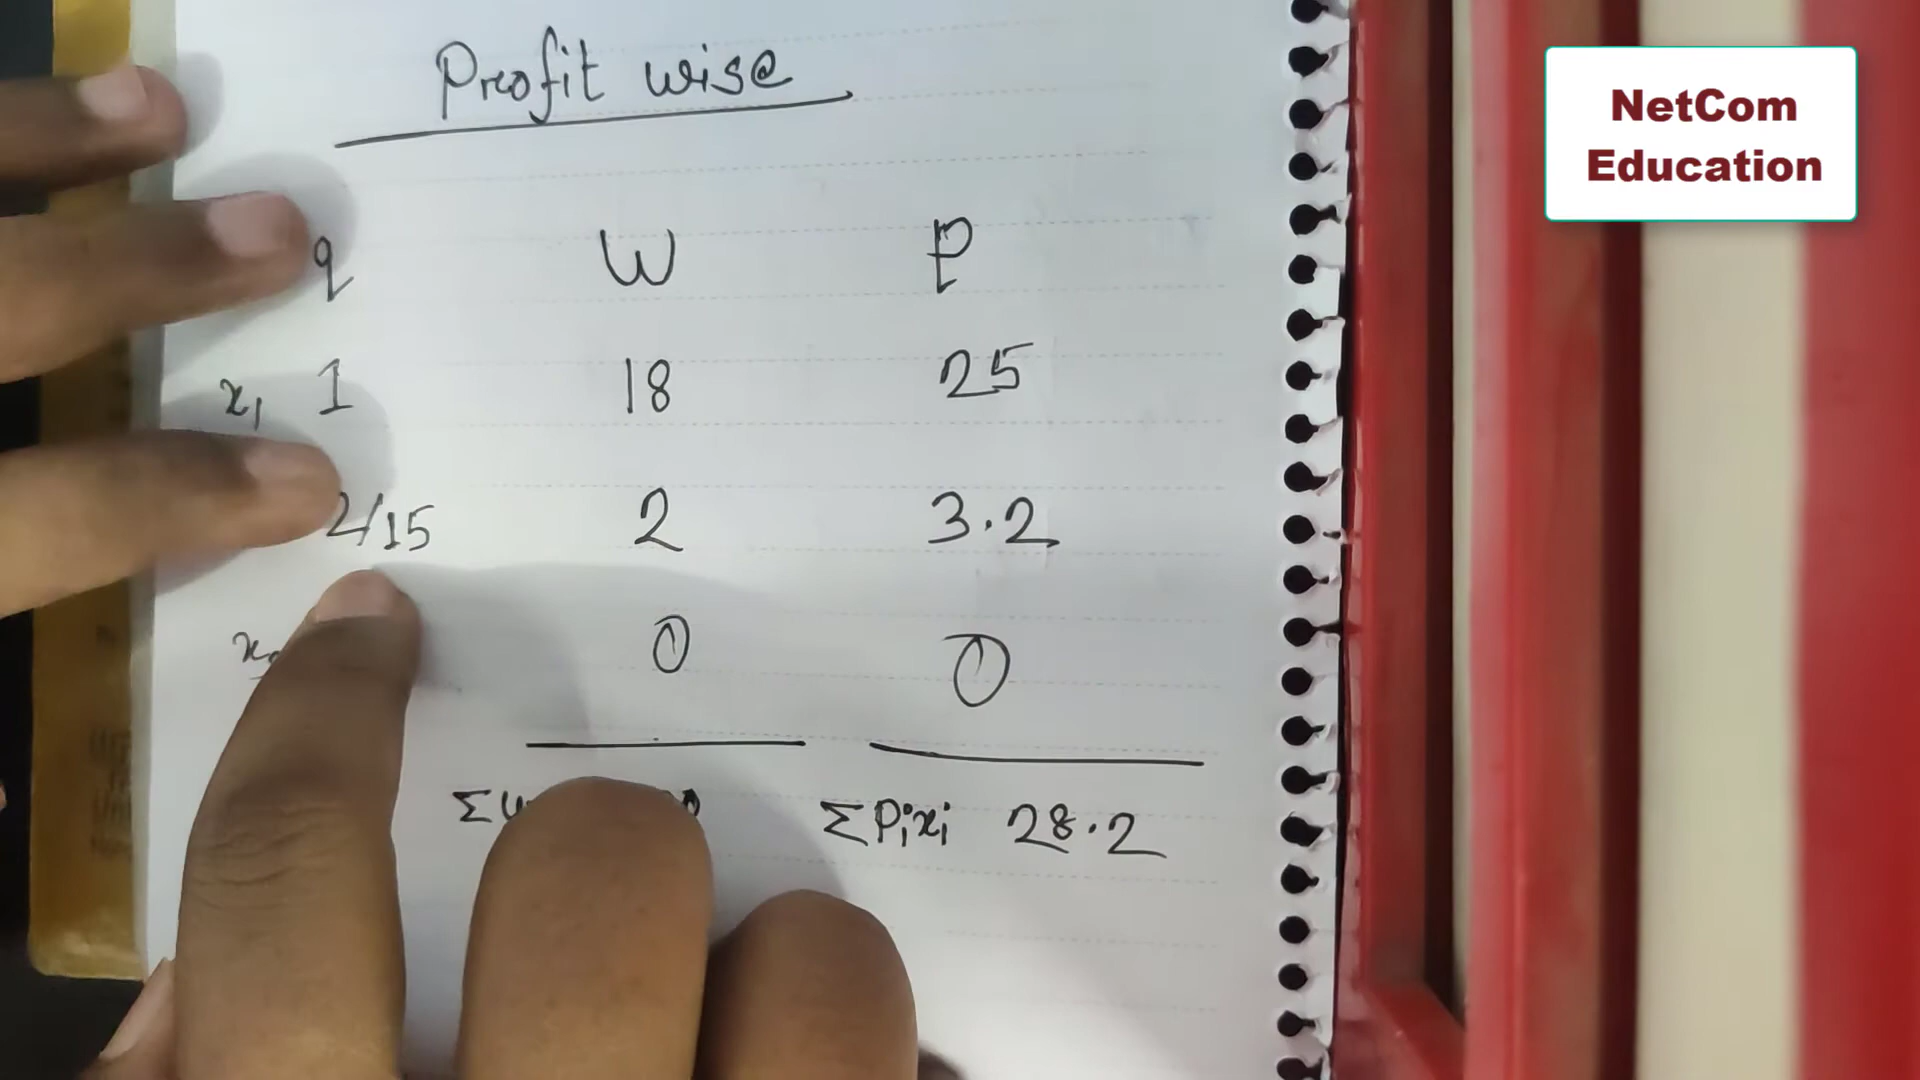 Profit wise
q W P
x₁ 1 18 25
2/15 2 3.2
0 0
Σpᵢxᵢ 28.2
NetCom
Education